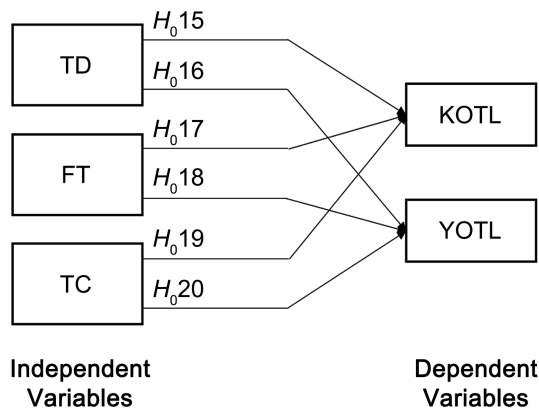 H₀15
TD
H₀16
KOTL
H₀17
FT
H₀18
YOTL
H₀19
TC
H₀20
Independent
Variables
Dependent
Variables